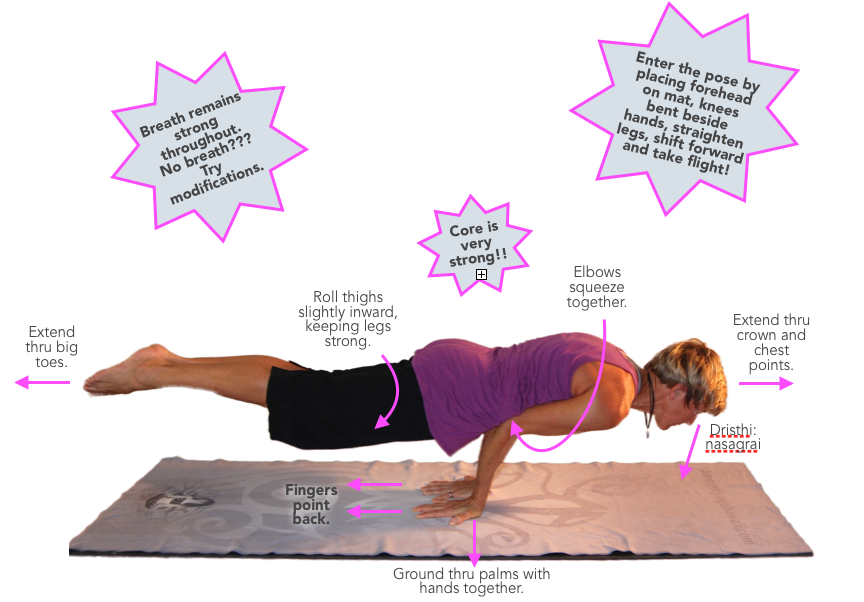 Breath remains
strong
throughout.
No breath???
Try
modifications.
Enter the pose by
placing forehead
on mat, knees
bent beside
hands, straighten
legs, shift forward
and take flight!
Core is
very
strong!!
Elbows
squeeze
together.
Roll thighs
slightly inward,
keeping legs
strong.
Extend
thru big
toes.
Extend thru
crown and
chest
points.
Dristhi:
nasagrai
Fingers
point
back.
Ground thru palms with
hands together.